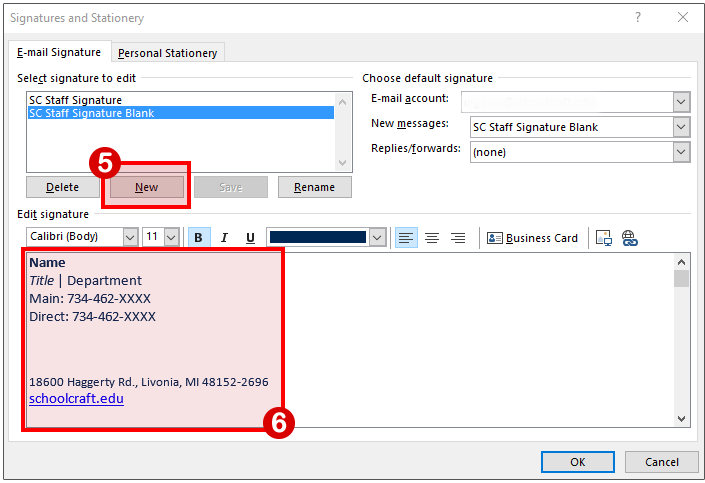 Signatures and Stationery ? ×
E-mail Signature Personal Stationery
Select signature to edit
SC Staff Signature
SC Staff Signature Blank
Choose default signature
E-mail account:
New messages: SC Staff Signature Blank
Replies/forwards: (none)
5
Delete New Save Rename
Edit signature
Calibri (Body) 11 B I U Business Card
Name
Title | Department
Main: 734-462-XXXX
Direct: 734-462-XXXX
18600 Haggerty Rd., Livonia, MI 48152-2696
schoolcraft.edu
6
OK Cancel